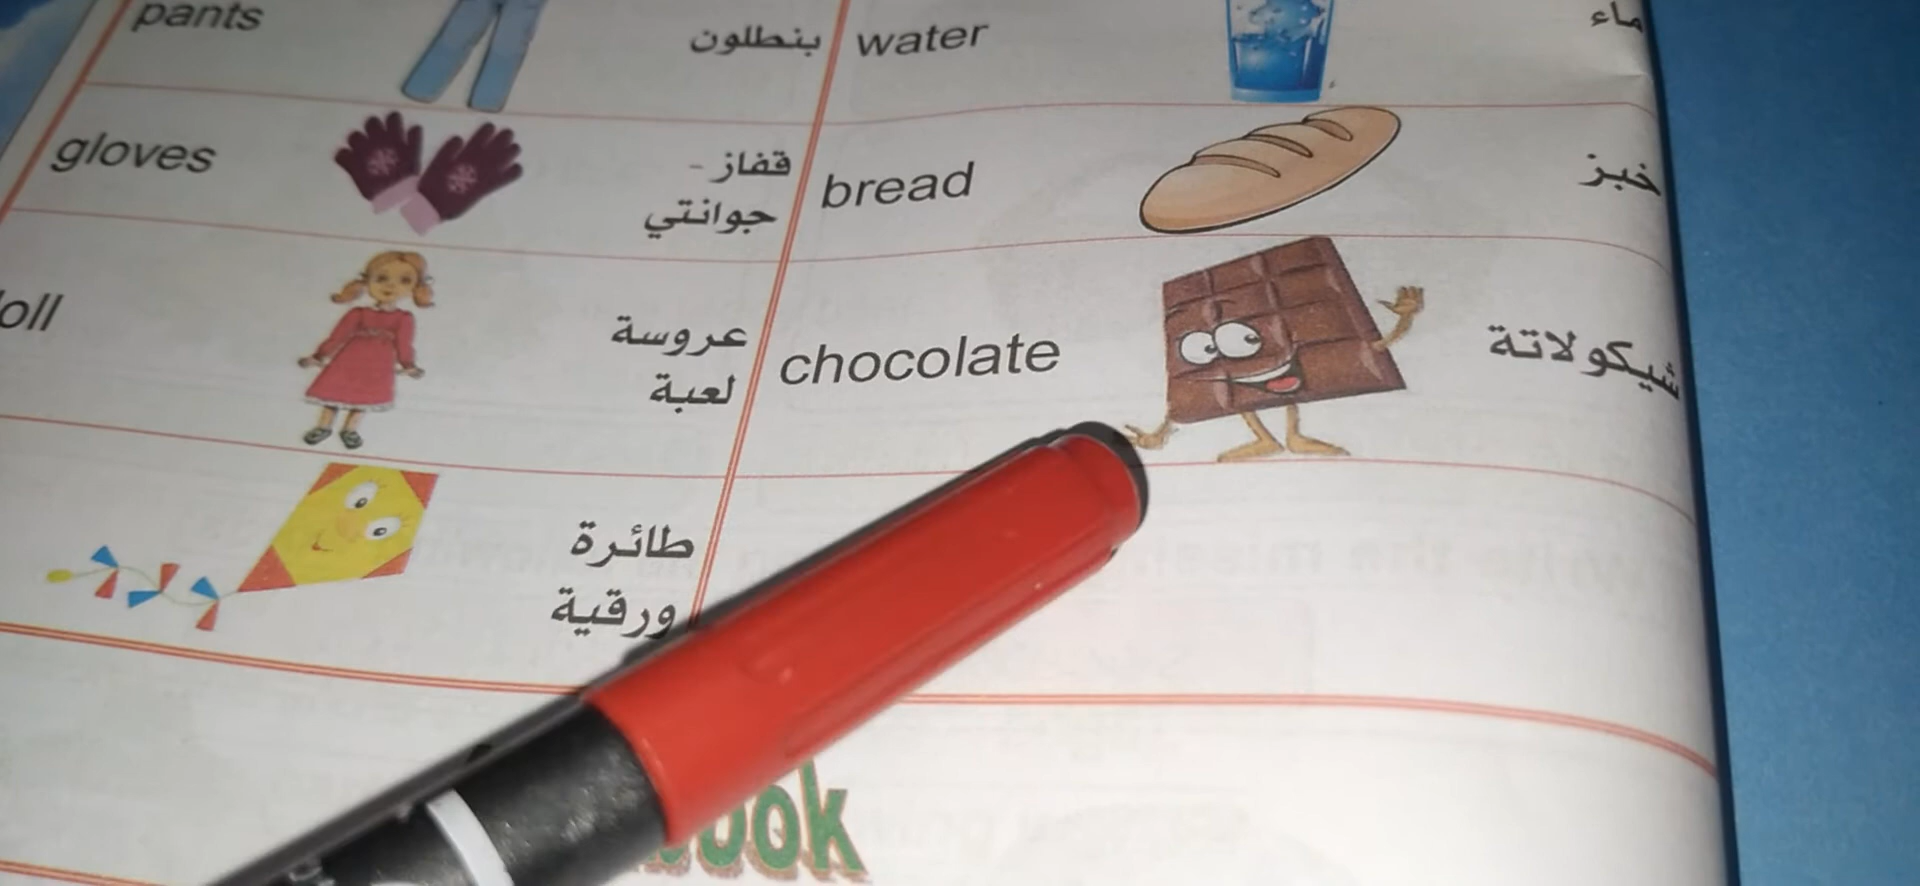 pants
بنطلون
water
ماء
gloves
قفاز -
جوانتي
bread
خبز
oll
عروسة
لعبة
chocolate
شيكولاتة
طائرة
ورقية
ook